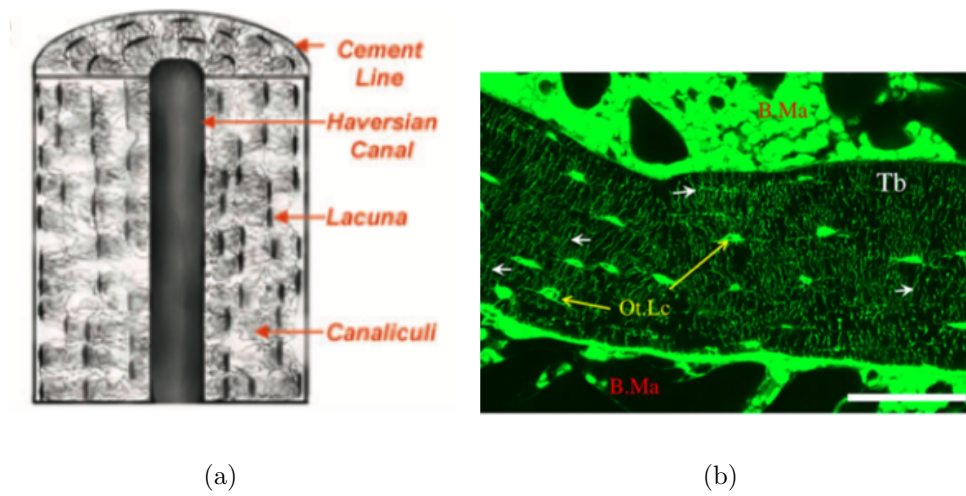 Cement
Line
Haversian
Canal
Lacuna
Canaliculi
B.Ma
Tb
Ot.Lc
B.Ma
(a)
(b)